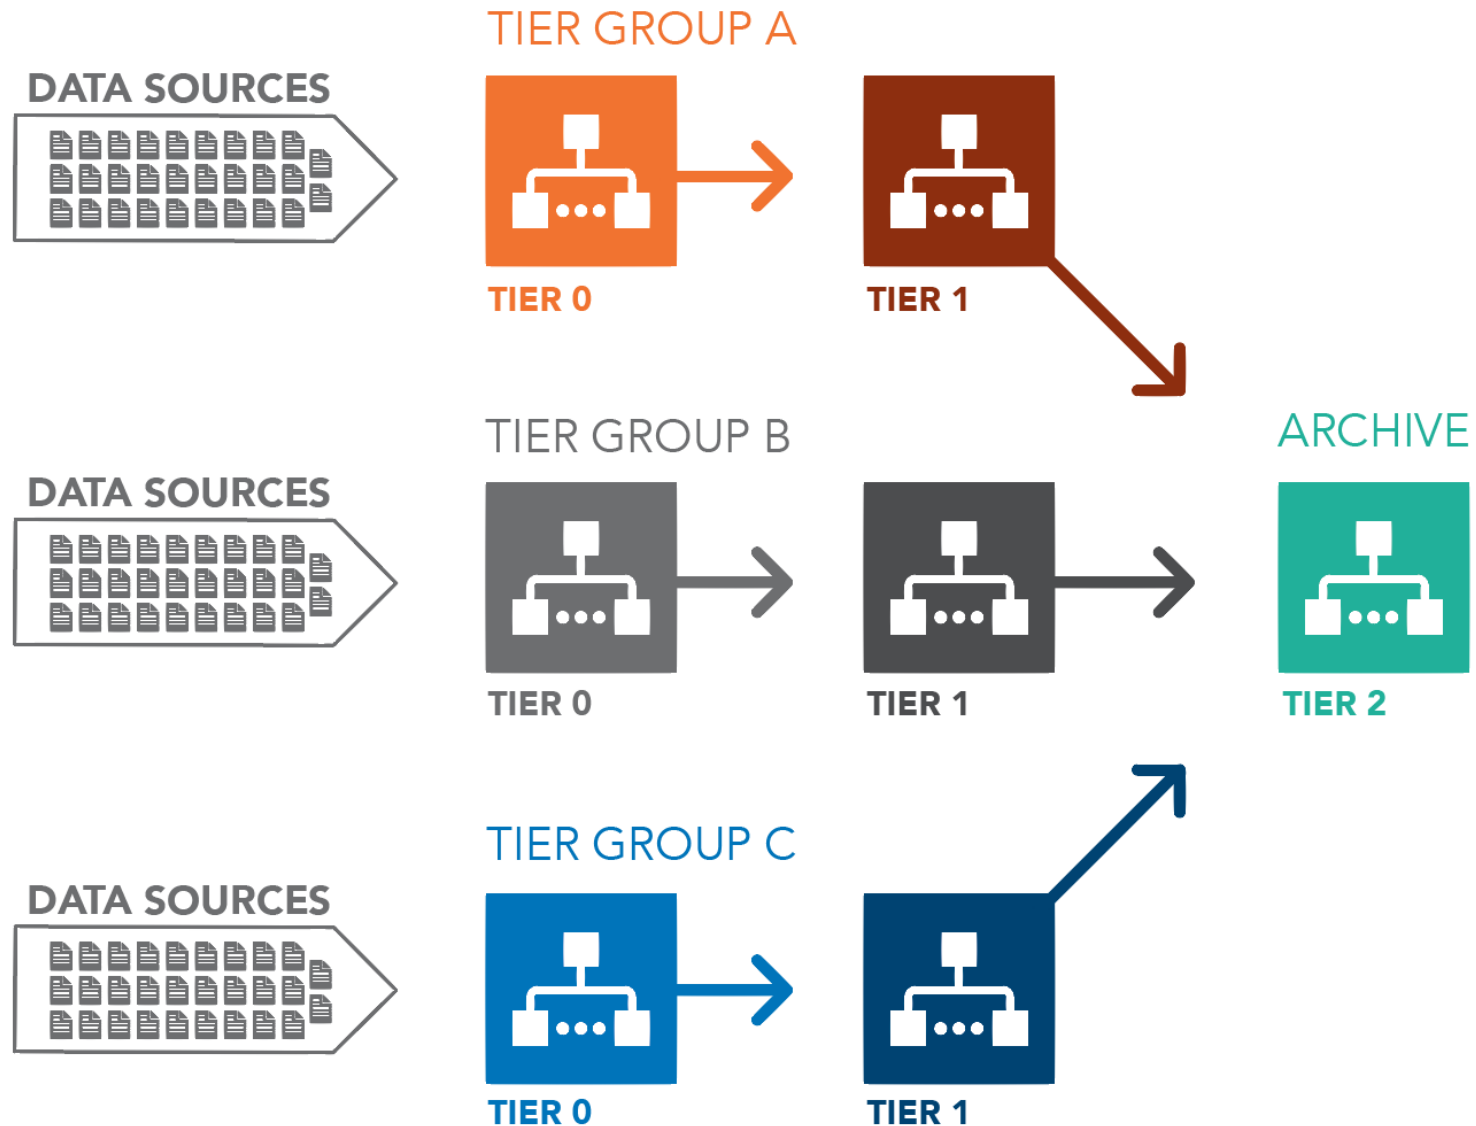 TIER GROUP A
DATA SOURCES
TIER 0
TIER 1
TIER GROUP B
ARCHIVE
DATA SOURCES
TIER 0
TIER 1
TIER 2
TIER GROUP C
DATA SOURCES
TIER 0
TIER 1